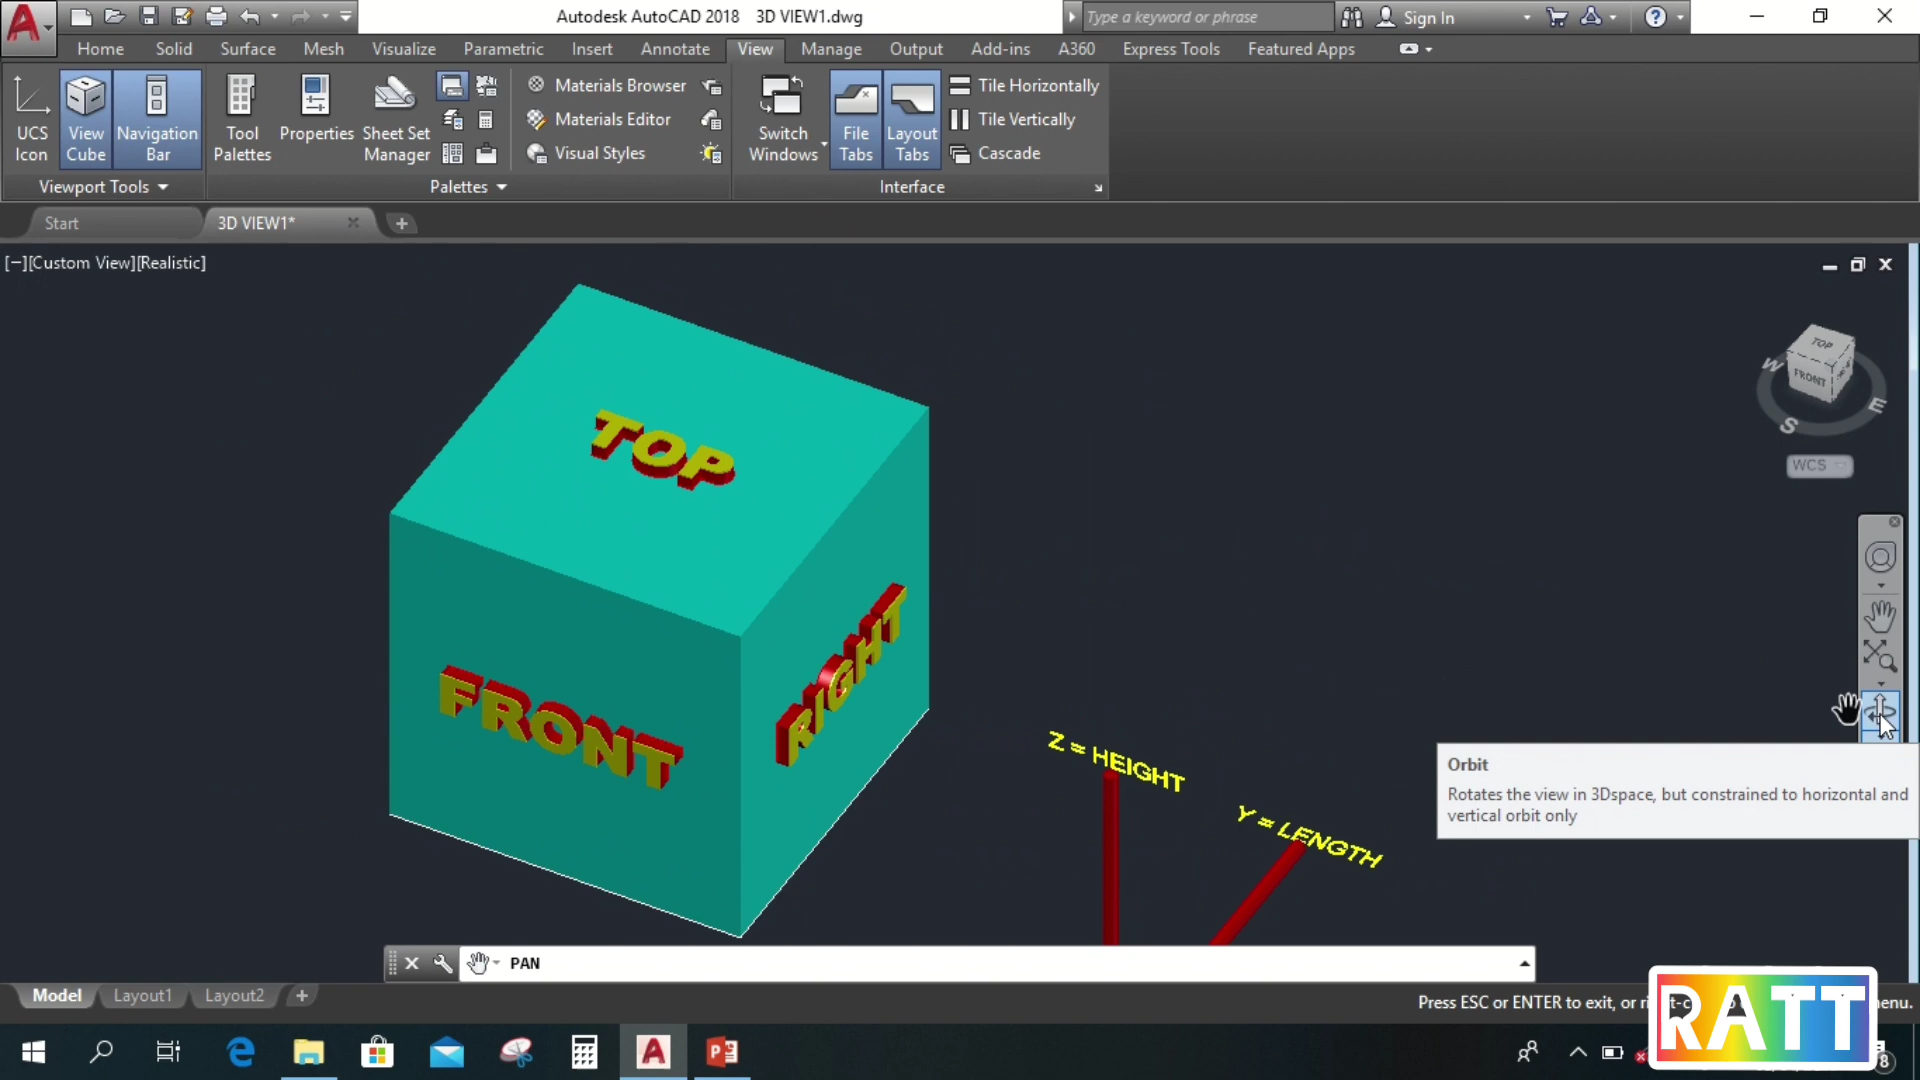 Autodesk AutoCAD 2018 3D VIEW1.dwg
Type a keyword or phrase
Sign In
Home Solid Surface Mesh Visualize Parametric Insert Annotate View Manage Output Add-ins A360 Express Tools Featured Apps
UCS Icon
View Cube
Navigation Bar
Tool Palettes
Properties
Sheet Set Manager
Materials Browser
Materials Editor
Visual Styles
Switch Windows
File Tabs
Layout Tabs
Tile Horizontally
Tile Vertically
Cascade
Viewport Tools
Palettes
Interface
Start
3D VIEW1*
[−][Custom View][Realistic]
TOP
FRONT
RIGHT
TOP
FRONT
W
S
E
WCS
Z = HEIGHT
Y = LENGTH
Orbit
Rotates the view in 3Dspace, but constrained to horizontal and
vertical orbit only
PAN
Model Layout1 Layout2
Press ESC or ENTER to exit, or
RATT
8